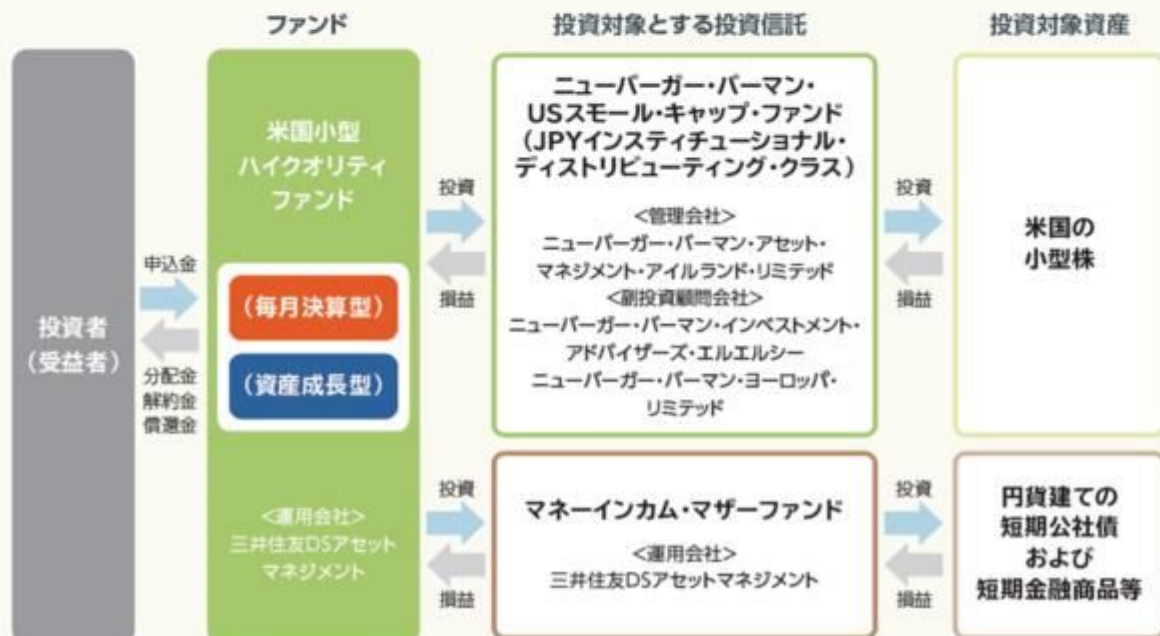 ファンド
投資対象とする投資信託
投資対象資産
投資者
（受益者）
申込金
分配金
解約金
償還金
米国小型
ハイクオリティ
ファンド
（毎月決算型）
（資産成長型）
＜運用会社＞
三井住友DSアセット
マネジメント
投資
損益
ニューバーガー・バーマン・
USスモール・キャップ・ファンド
（JPYインスティチューショナル・
ディストリビューティング・クラス）
＜管理会社＞
ニューバーガー・バーマン・アセット・
マネジメント・アイルランド・リミテッド
＜副投資顧問会社＞
ニューバーガー・バーマン・インベストメント・
アドバイザーズ・エルエルシー
ニューバーガー・バーマン・ヨーロッパ・
リミテッド
投資
損益
米国の
小型株
投資
損益
マネーインカム・マザーファンド
＜運用会社＞
三井住友DSアセットマネジメント
投資
損益
円貨建ての
短期公社債
および
短期金融商品等